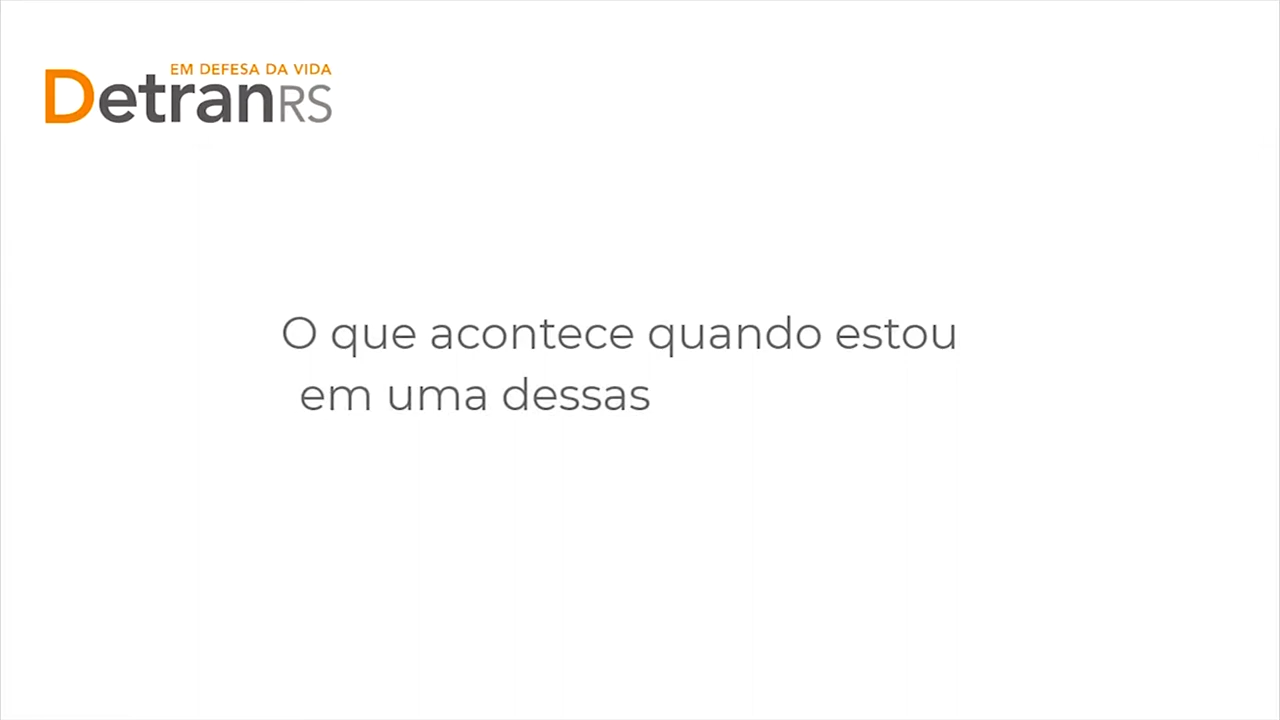 EM DEFESA DA VIDA
DetranRS
O que acontece quando estou
em uma dessas